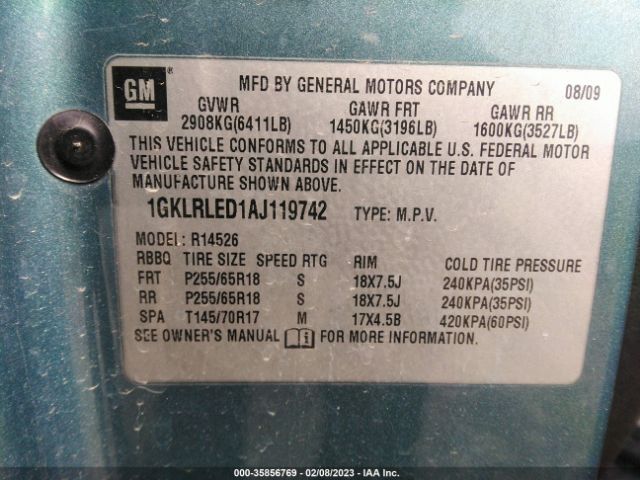 GM ® MFD BY GENERAL MOTORS COMPANY 08/09
GVWR GAWR FRT GAWR RR
2908KG(6411LB) 1450KG(3196LB) 1600KG(3527LB)
THIS VEHICLE CONFORMS TO ALL APPLICABLE U.S. FEDERAL MOTOR
VEHICLE SAFETY STANDARDS IN EFFECT ON THE DATE OF
MANUFACTURE SHOWN ABOVE.
1GKLRLED1AJ119742 TYPE: M.P.V.
MODEL: R14526
RBBQ TIRE SIZE SPEED RTG RIM COLD TIRE PRESSURE
FRT P255/65R18 S 18X7.5J 240KPA(35PSI)
RR P255/65R18 S 18X7.5J 240KPA(35PSI)
SPA T145/70R17 M 17X4.5B 420KPA(60PSI)
SEE OWNER'S MANUAL FOR MORE INFORMATION.
000-35856769 - 02/08/2023 - IAA Inc.